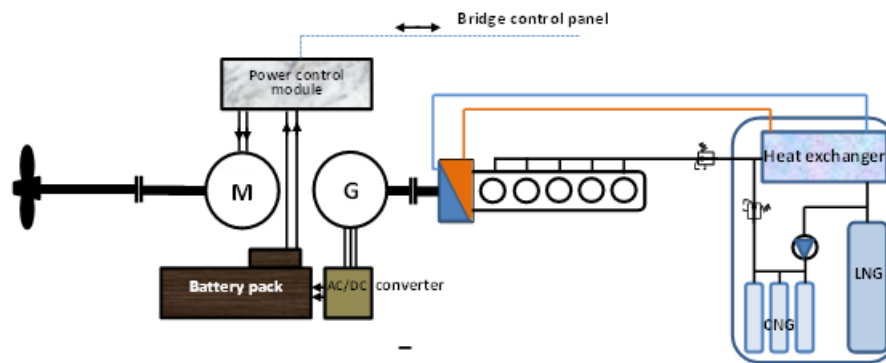 Bridge control panel
Power control
module
Heat exchanger
M
G
LNG
Battery pack
AC/DC converter
CNG